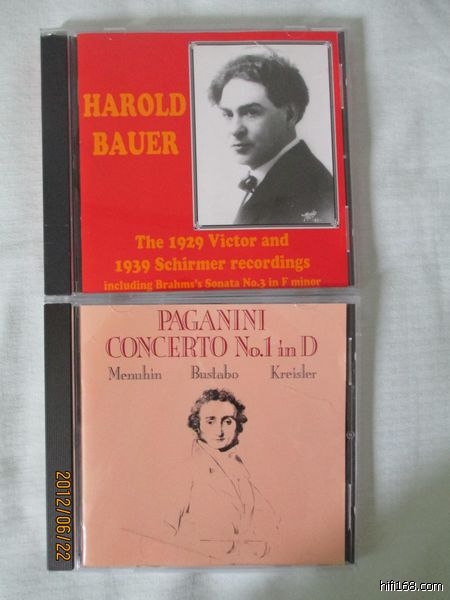 HAROLD
BAUER
The 1929 Victor and
1939 Schirmer recordings
including Brahms's Sonata No.3 in F minor
PAGANINI
CONCERTO No.1 in D
Menuhin Bustabo Kreisler
2012/06/22
hifi168.com